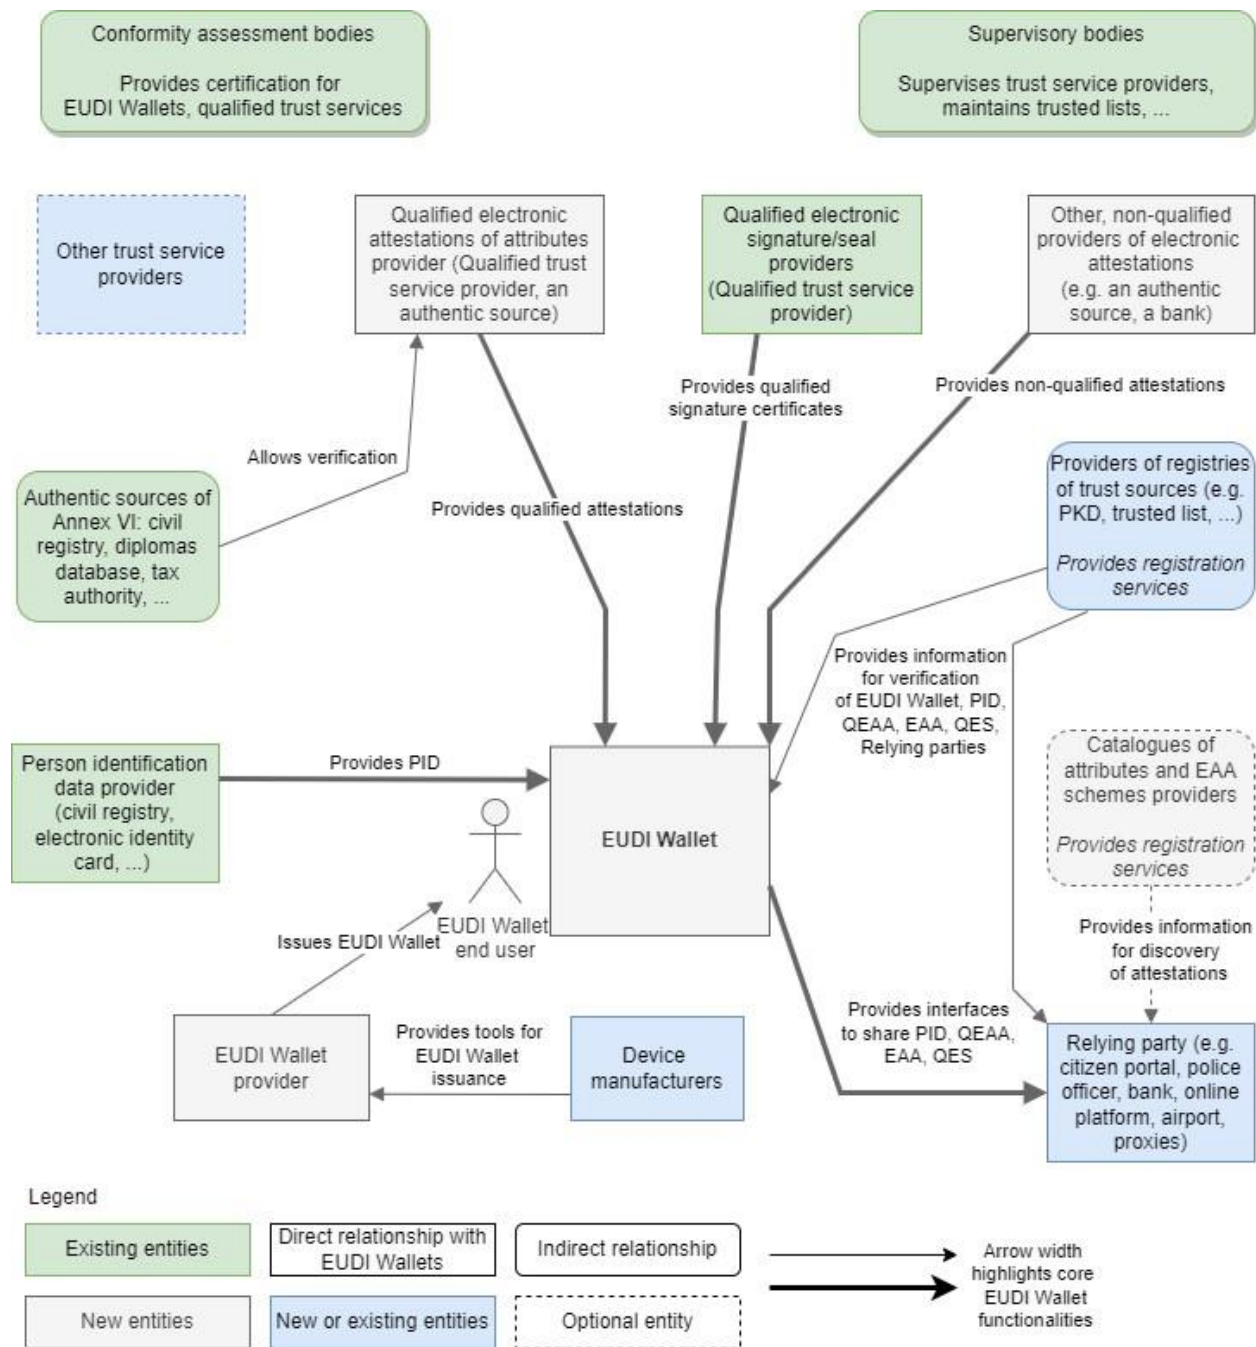 Conformity assessment bodies
Provides certification for
EUDI Wallets, qualified trust services
Supervisory bodies
Supervises trust service providers,
maintains trusted lists, ...
Other trust service
providers
Qualified electronic
attestations of attributes
provider (Qualified trust
service provider, an
authentic source)
Qualified electronic
signature/seal
providers
(Qualified trust service
provider)
Other, non-qualified
providers of electronic
attestations
(e.g. an authentic
source, a bank)
Provides qualified
signature certificates
Provides non-qualified attestations
Allows verification
Provides qualified attestations
Authentic sources of
Annex VI: civil
registry, diplomas
database, tax
authority, ...
Providers of registries
of trust sources (e.g.
PKD, trusted list, ...)
Provides registration
services
Provides information
for verification
of EUDI Wallet, PID,
QEAA, EAA, QES,
Relying parties
Person identification
data provider
(civil registry,
electronic identity
card, ...)
Provides PID
EUDI Wallet
Catalogues of
attributes and EAA
schemes providers
Provides registration
services
EUDI Wallet
end user
Issues EUDI Wallet
Provides information
for discovery
of attestations
EUDI Wallet
provider
Provides tools for
EUDI Wallet
issuance
Device
manufacturers
Provides interfaces
to share PID, QEAA,
EAA, QES
Relying party (e.g.
citizen portal, police
officer, bank, online
platform, airport,
proxies)
Legend
Existing entities
Direct relationship with
EUDI Wallets
Indirect relationship
Arrow width
highlights core
EUDI Wallet
functionalities
New entities
New or existing entities
Optional entity